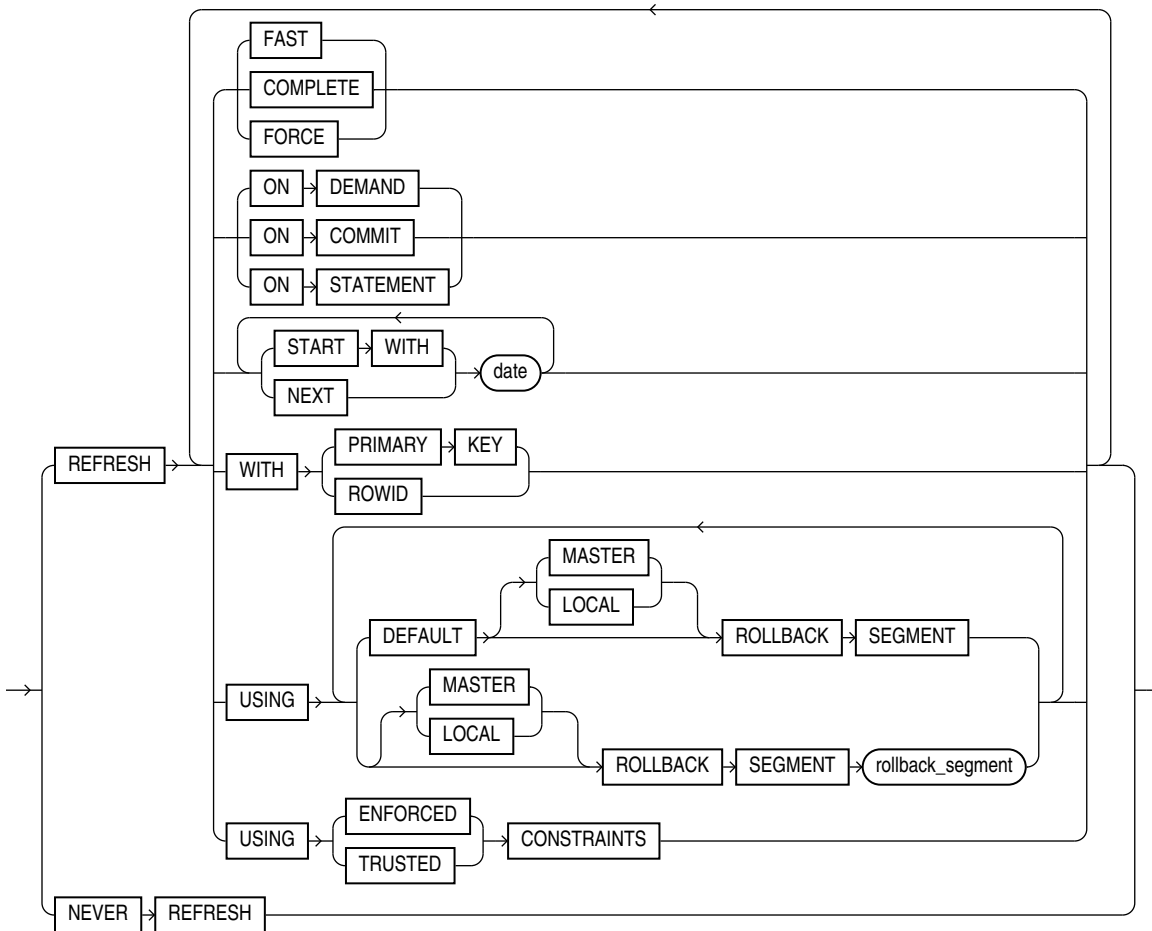 FAST
COMPLETE
FORCE
ON DEMAND
ON COMMIT
ON STATEMENT
START WITH
date
NEXT
PRIMARY KEY
REFRESH
WITH
ROWID
MASTER
LOCAL
DEFAULT ROLLBACK SEGMENT
MASTER
USING
LOCAL
ROLLBACK SEGMENT rollback_segment
ENFORCED
USING CONSTRAINTS
TRUSTED
NEVER REFRESH